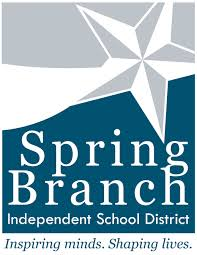 Spring
Branch
Independent School District
Inspiring minds. Shaping lives.